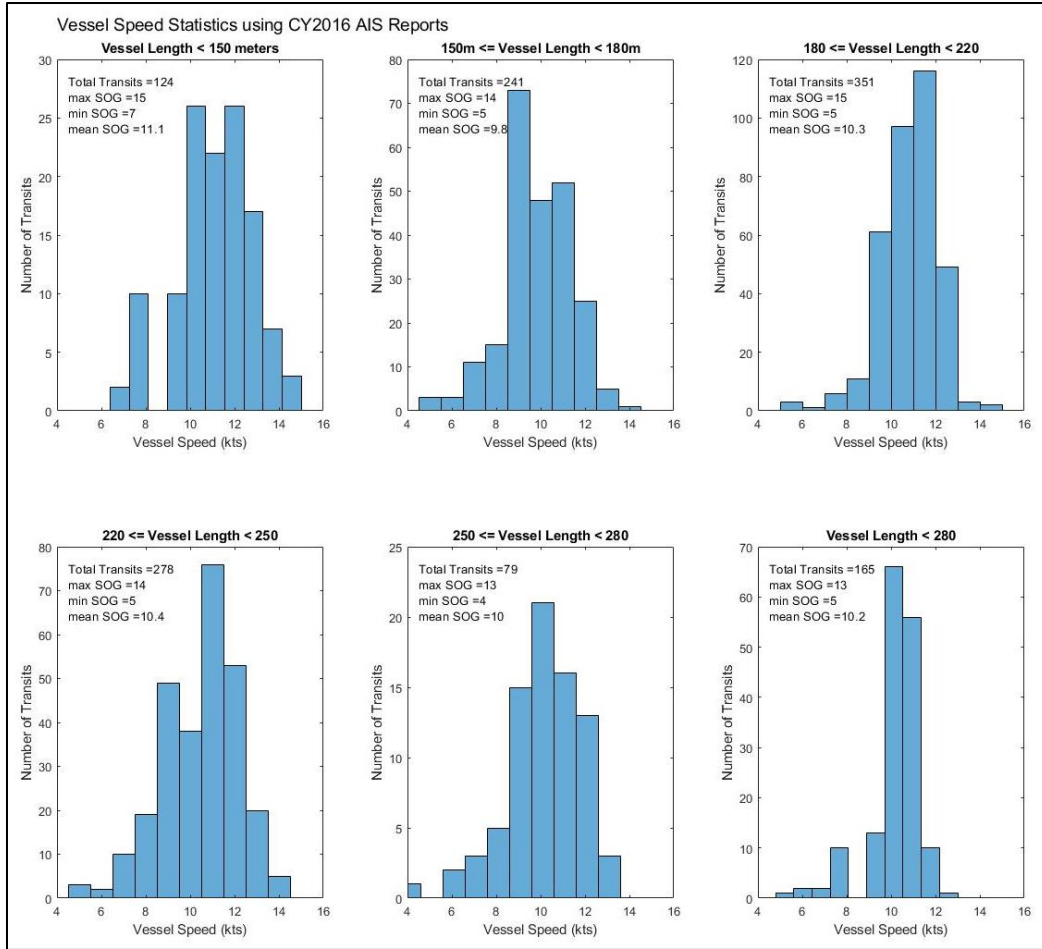 Vessel Speed Statistics using CY2016 AIS Reports
Vessel Length < 150 meters
30
25
20
15
10
5
0
Number of Transits
Total Transits =124
max SOG =15
min SOG =7
mean SOG =11.1
4 6 8 10 12 14 16
Vessel Speed (kts)
150m <= Vessel Length < 180m
80
70
60
50
40
30
20
10
0
Number of Transits
Total Transits =241
max SOG =14
min SOG =5
mean SOG =9.8
4 6 8 10 12 14 16
Vessel Speed (kts)
180 <= Vessel Length < 220
120
100
80
60
40
20
0
Number of Transits
Total Transits =351
max SOG =15
min SOG =5
mean SOG =10.3
4 6 8 10 12 14 16
Vessel Speed (kts)
220 <= Vessel Length < 250
80
70
60
50
40
30
20
10
0
Number of Transits
Total Transits =278
max SOG =14
min SOG =5
mean SOG =10.4
4 6 8 10 12 14 16
Vessel Speed (kts)
250 <= Vessel Length < 280
25
20
15
10
5
0
Number of Transits
Total Transits =79
max SOG =13
min SOG =4
mean SOG =10
4 6 8 10 12 14 16
Vessel Speed (kts)
Vessel Length < 280
70
60
50
40
30
20
10
0
Number of Transits
Total Transits =165
max SOG =13
min SOG =5
mean SOG =10.2
4 6 8 10 12 14 16
Vessel Speed (kts)